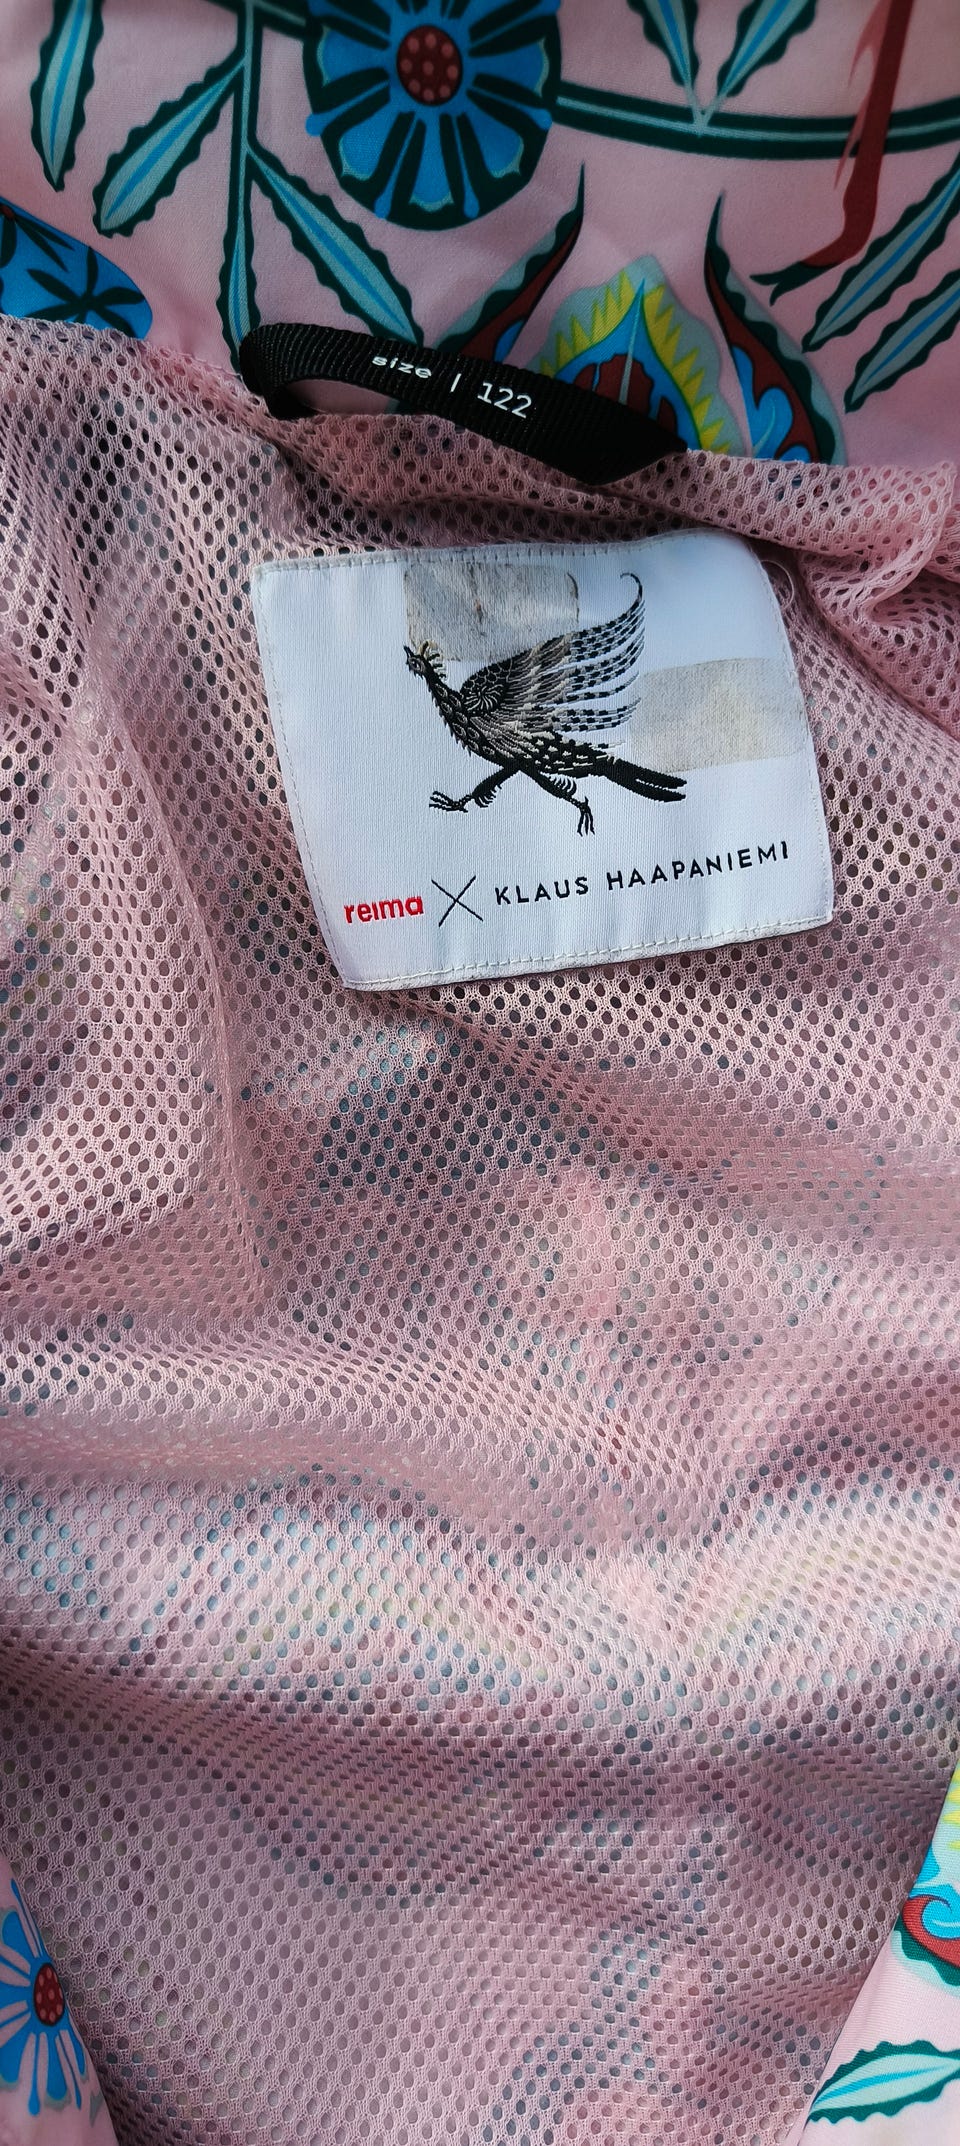 size | 122
reima X KLAUS HAAPANIEMI